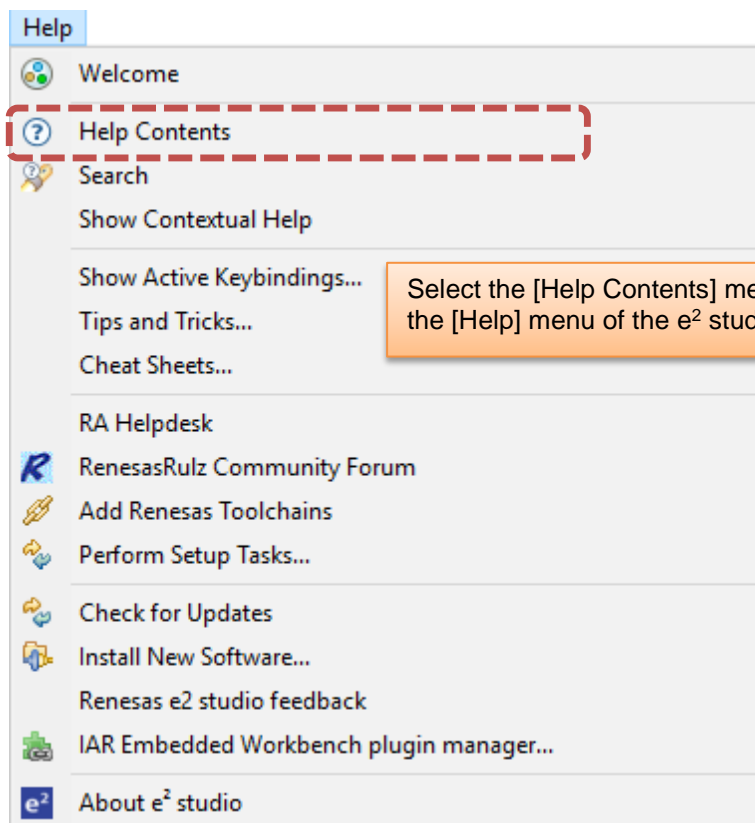 Help
Welcome
Help Contents
Search
Show Contextual Help
Show Active Keybindings...
Tips and Tricks...
Cheat Sheets...
Select the [Help Contents]
the [Help] menu of the e²
RA Helpdesk
RenesasRulz Community Forum
Add Renesas Toolchains
Perform Setup Tasks...
Check for Updates
Install New Software...
Renesas e2 studio feedback
IAR Embedded Workbench plugin manager...
About e² studio